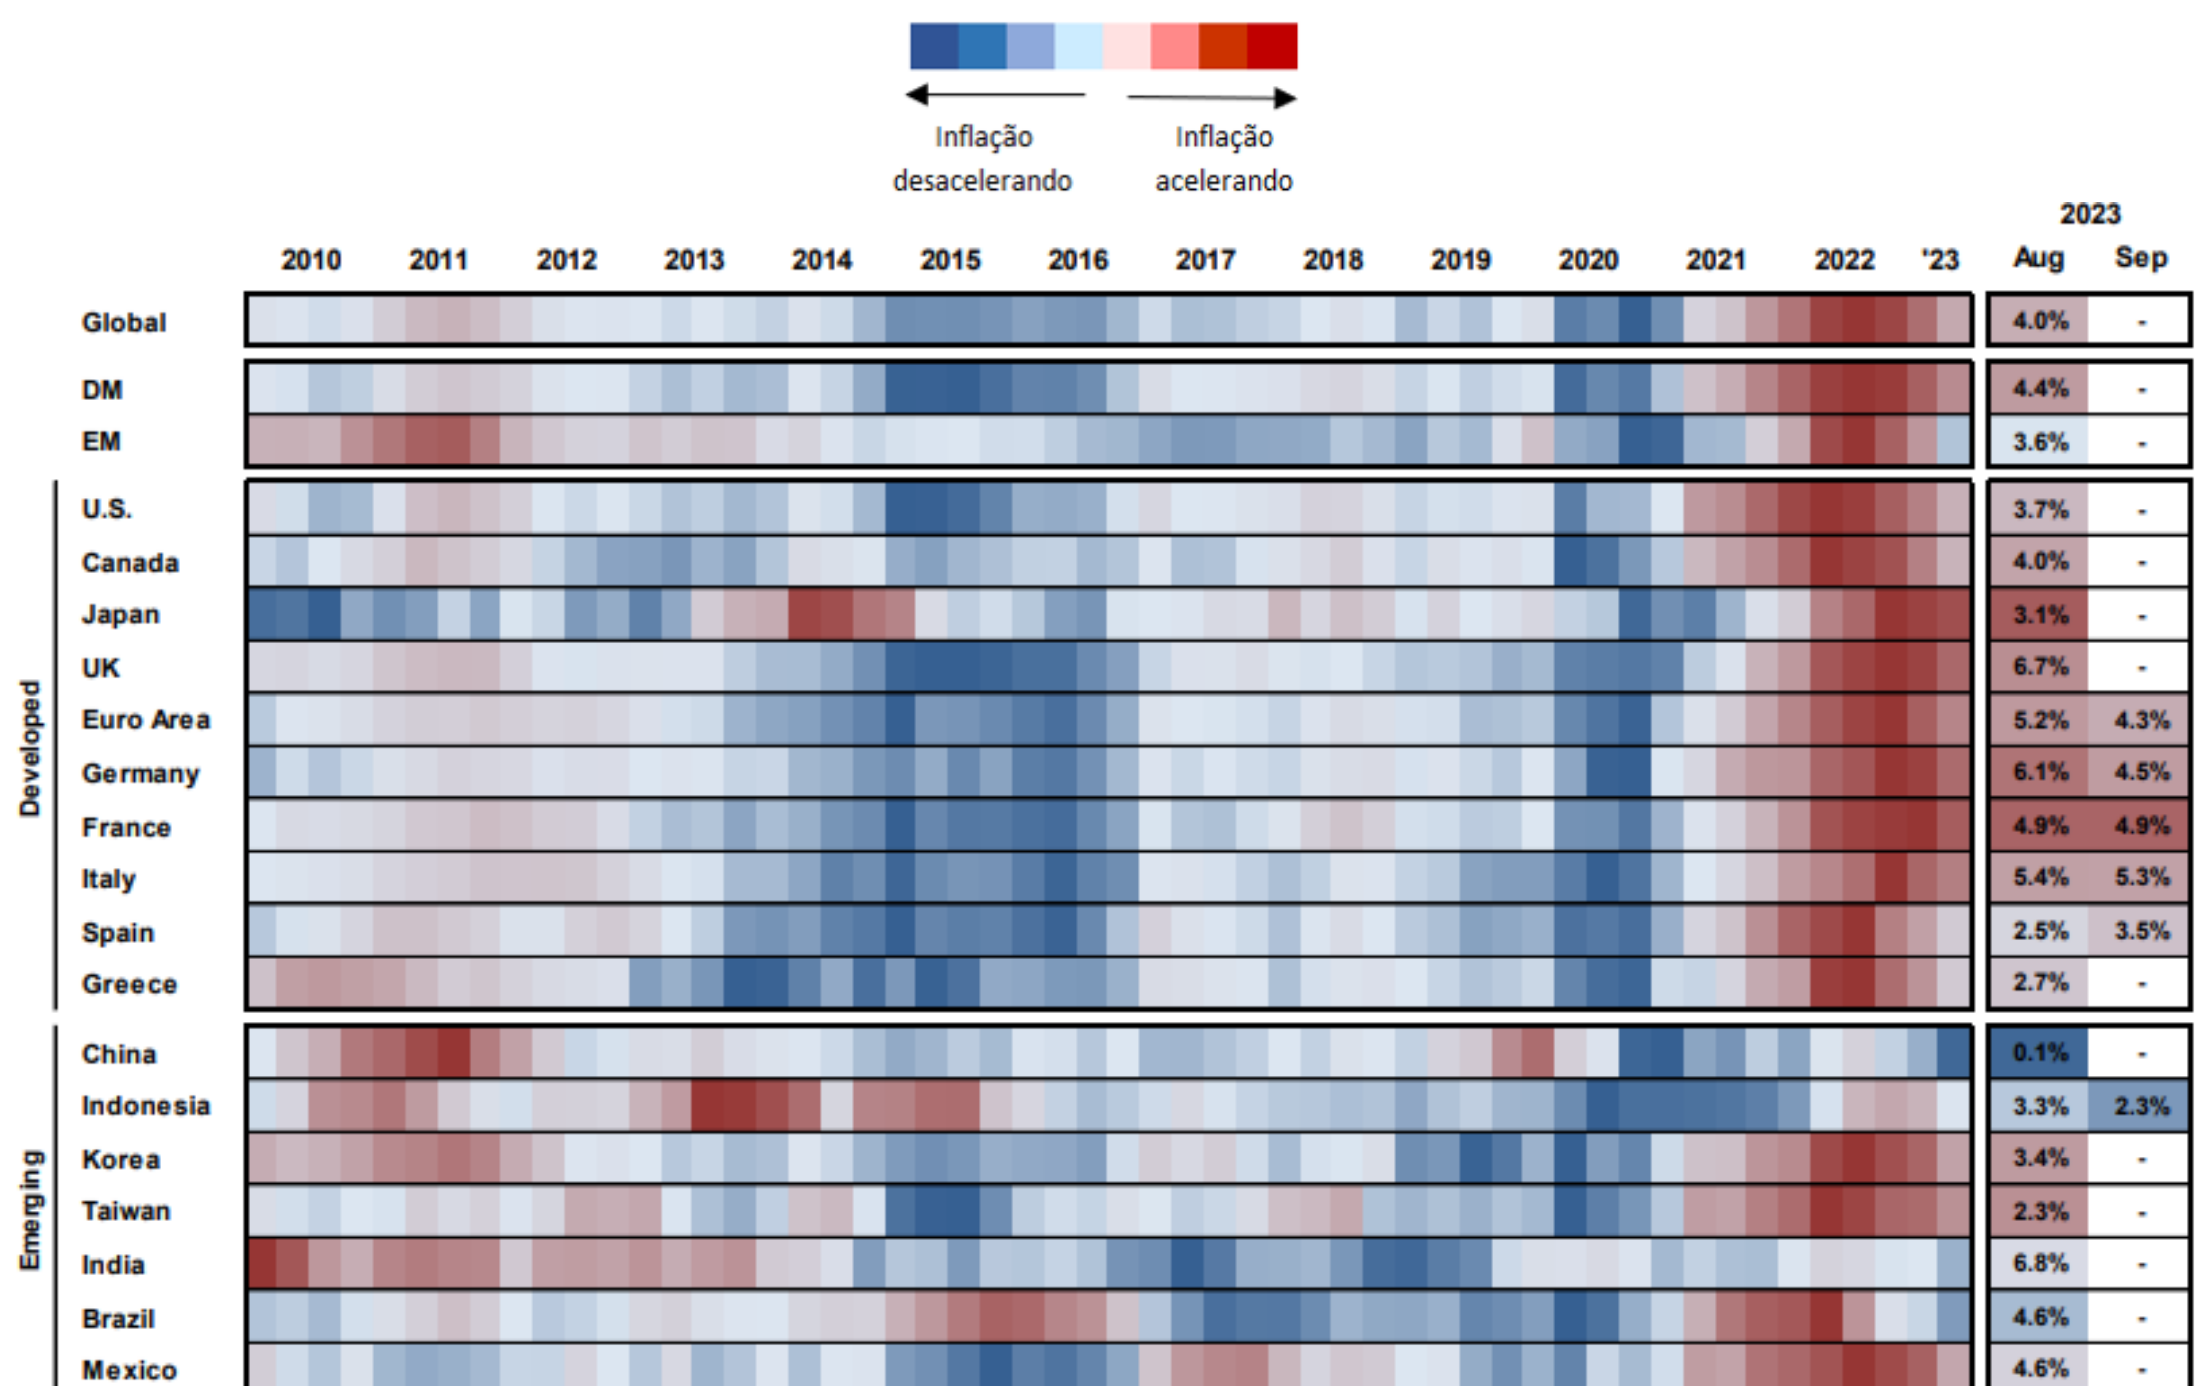 Inflação Inflação
desacelerando acelerando
2023
2010 2011 2012 2013 2014 2015 2016 2017 2018 2019 2020 2021 2022 '23 Aug Sep
Global 4.0% -
DM 4.4% -
EM 3.6% -
Developed
U.S. 3.7% -
Canada 4.0% -
Japan 3.1% -
UK 6.7% -
Euro Area 5.2% 4.3%
Germany 6.1% 4.5%
France 4.9% 4.9%
Italy 5.4% 5.3%
Spain 2.5% 3.5%
Greece 2.7% -
Emerging
China 0.1% -
Indonesia 3.3% 2.3%
Korea 3.4% -
Taiwan 2.3% -
India 6.8% -
Brazil 4.6% -
Mexico 4.6% -